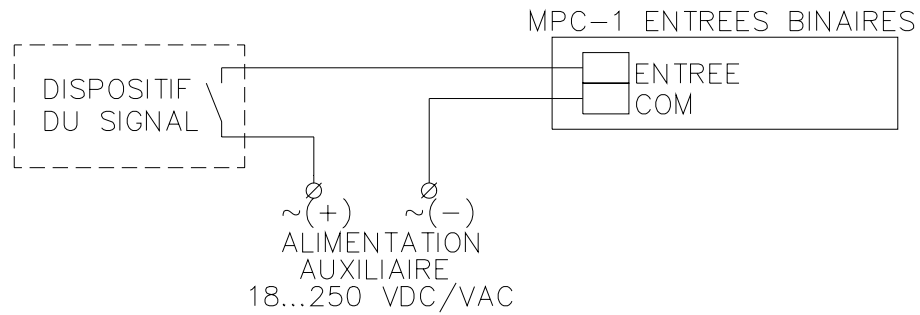 MPC-1 ENTREES BINAIRES
DISPOSITIF
DU SIGNAL
ENTREE
COM
~(+)
~(-)
ALIMENTATION
AUXILIAIRE
18...250 VDC/VAC